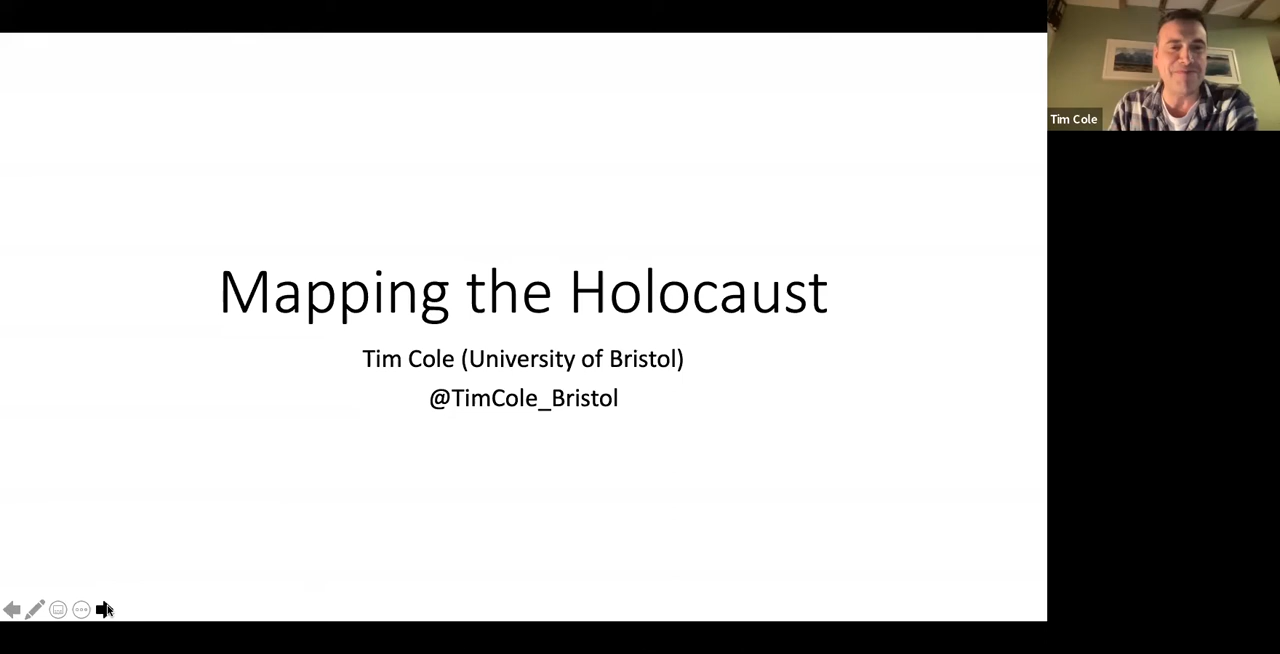 Mapping the Holocaust
Tim Cole (University of Bristol)
@TimCole_Bristol
Tim Cole